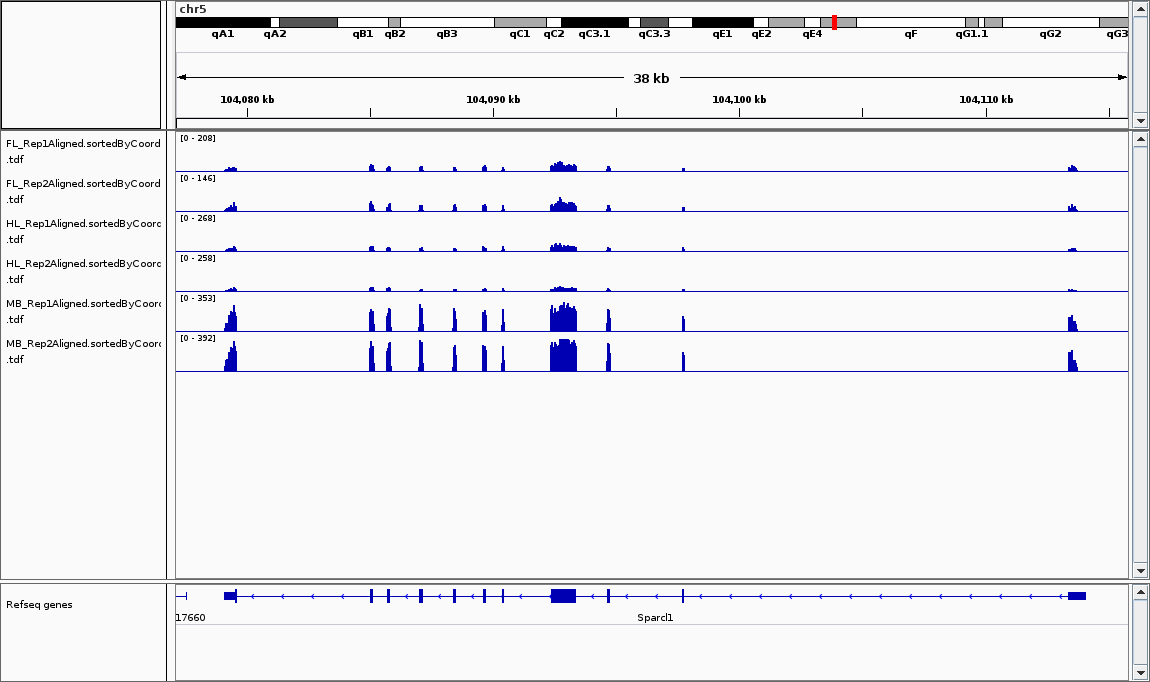 chr5
qA1 qA2 qB1 qB2 qB3 qC1 qC2 qC3.1 qC3.3 qE1 qE2 qE4 qF qG1.1 qG2 qG3
38 kb
104,080 kb 104,090 kb 104,100 kb 104,110 kb
FL_Rep1Aligned.sortedByCoord
.tdf
[0 - 208]
FL_Rep2Aligned.sortedByCoord
.tdf
[0 - 146]
HL_Rep1Aligned.sortedByCoord
.tdf
[0 - 268]
HL_Rep2Aligned.sortedByCoord
.tdf
[0 - 258]
MB_Rep1Aligned.sortedByCoord
.tdf
[0 - 353]
MB_Rep2Aligned.sortedByCoord
.tdf
[0 - 392]
Refseq genes
17660 Sparcl1